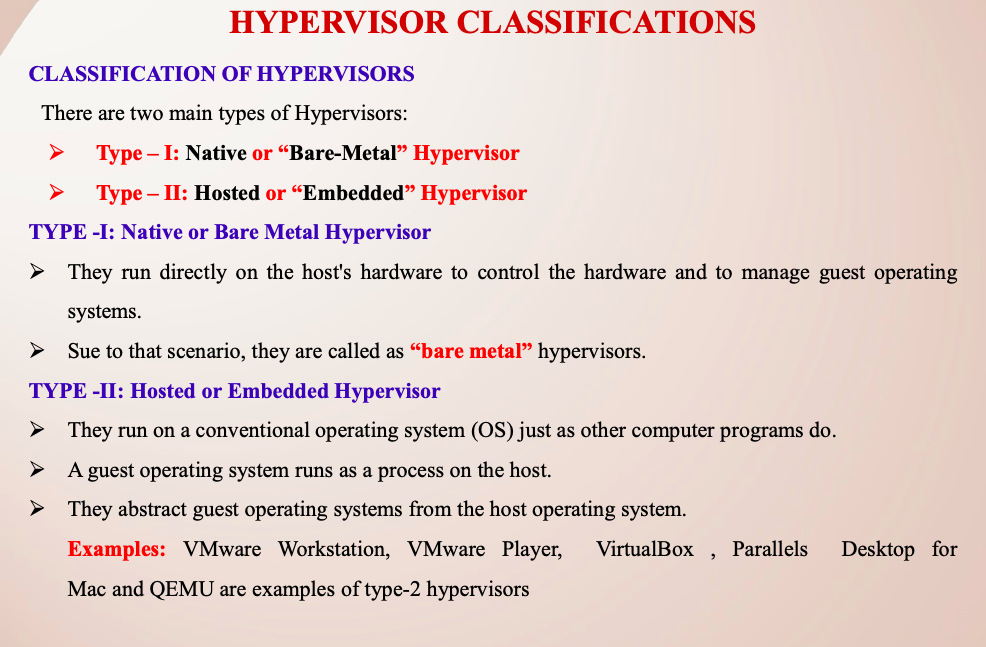 HYPERVISOR CLASSIFICATIONS
CLASSIFICATION OF HYPERVISORS
There are two main types of Hypervisors:
➢ Type – I: Native or “Bare-Metal” Hypervisor
➢ Type – II: Hosted or “Embedded” Hypervisor
TYPE -I: Native or Bare Metal Hypervisor
➢ They run directly on the host's hardware to control the hardware and to manage guest operating
systems.
➢ Sue to that scenario, they are called as “bare metal” hypervisors.
TYPE -II: Hosted or Embedded Hypervisor
➢ They run on a conventional operating system (OS) just as other computer programs do.
➢ A guest operating system runs as a process on the host.
➢ They abstract guest operating systems from the host operating system.
Examples: VMware Workstation, VMware Player, VirtualBox , Parallels Desktop for
Mac and QEMU are examples of type-2 hypervisors